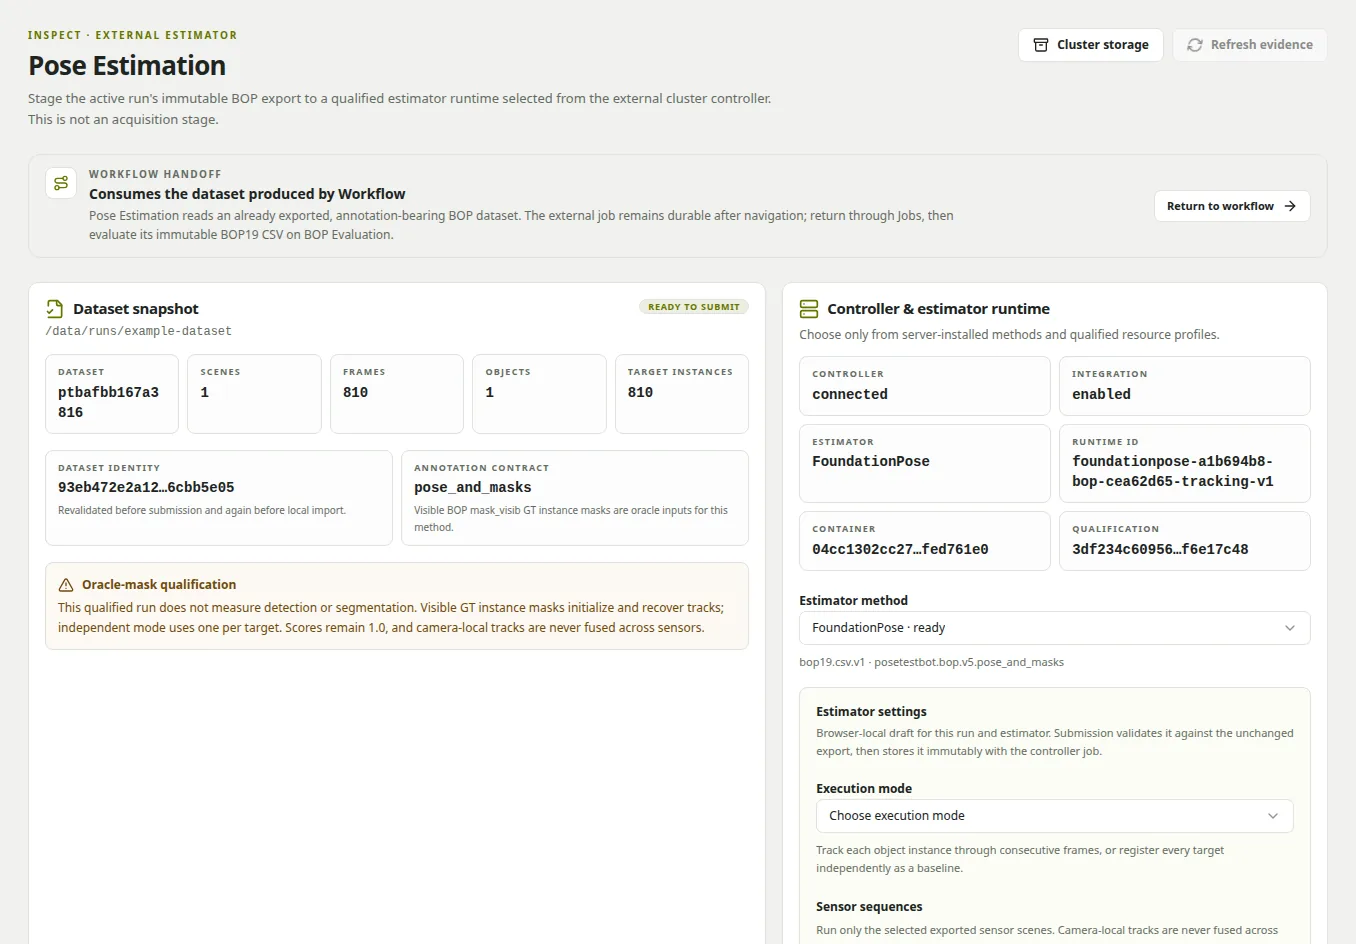 INSPECT · EXTERNAL ESTIMATOR
Pose Estimation
Stage the active run's immutable BOP export to a qualified estimator runtime selected from the external cluster controller.
This is not an acquisition stage.
Cluster storage
Refresh evidence
WORKFLOW HANDOFF
Consumes the dataset produced by Workflow
Pose Estimation reads an already exported, annotation-bearing BOP dataset. The external job remains durable after navigation; return through Jobs, then
evaluate its immutable BOP19 CSV on BOP Evaluation.
Return to workflow
Dataset snapshot
READY TO SUBMIT
/data/runs/example-dataset
DATASET
ptbafbb167a3
816
SCENES
1
FRAMES
810
OBJECTS
1
TARGET INSTANCES
810
DATASET IDENTITY
93eb472e2a12…6cbb5e05
Revalidated before submission and again before local import.
ANNOTATION CONTRACT
pose_and_masks
Visible BOP mask_visib GT instance masks are oracle inputs for this
method.
Oracle-mask qualification
This qualified run does not measure detection or segmentation. Visible GT instance masks initialize and recover tracks;
independent mode uses one per target. Scores remain 1.0, and camera-local tracks are never fused across sensors.
Controller & estimator runtime
Choose only from server-installed methods and qualified resource profiles.
CONTROLLER
connected
INTEGRATION
enabled
ESTIMATOR
FoundationPose
RUNTIME ID
foundationpose-a1b694b8-
bop-cea62d65-tracking-v1
CONTAINER
04cc1302cc27…fed761e0
QUALIFICATION
3df234c60956…f6e17c48
Estimator method
FoundationPose · ready
bop19.csv.v1 · posetestbot.bop.v5.pose_and_masks
Estimator settings
Browser-local draft for this run and estimator. Submission validates it against the unchanged
export, then stores it immutably with the controller job.
Execution mode
Choose execution mode
Track each object instance through consecutive frames, or register every target
independently as a baseline.
Sensor sequences
Run only the selected exported sensor scenes. Camera-local tracks are never fused across